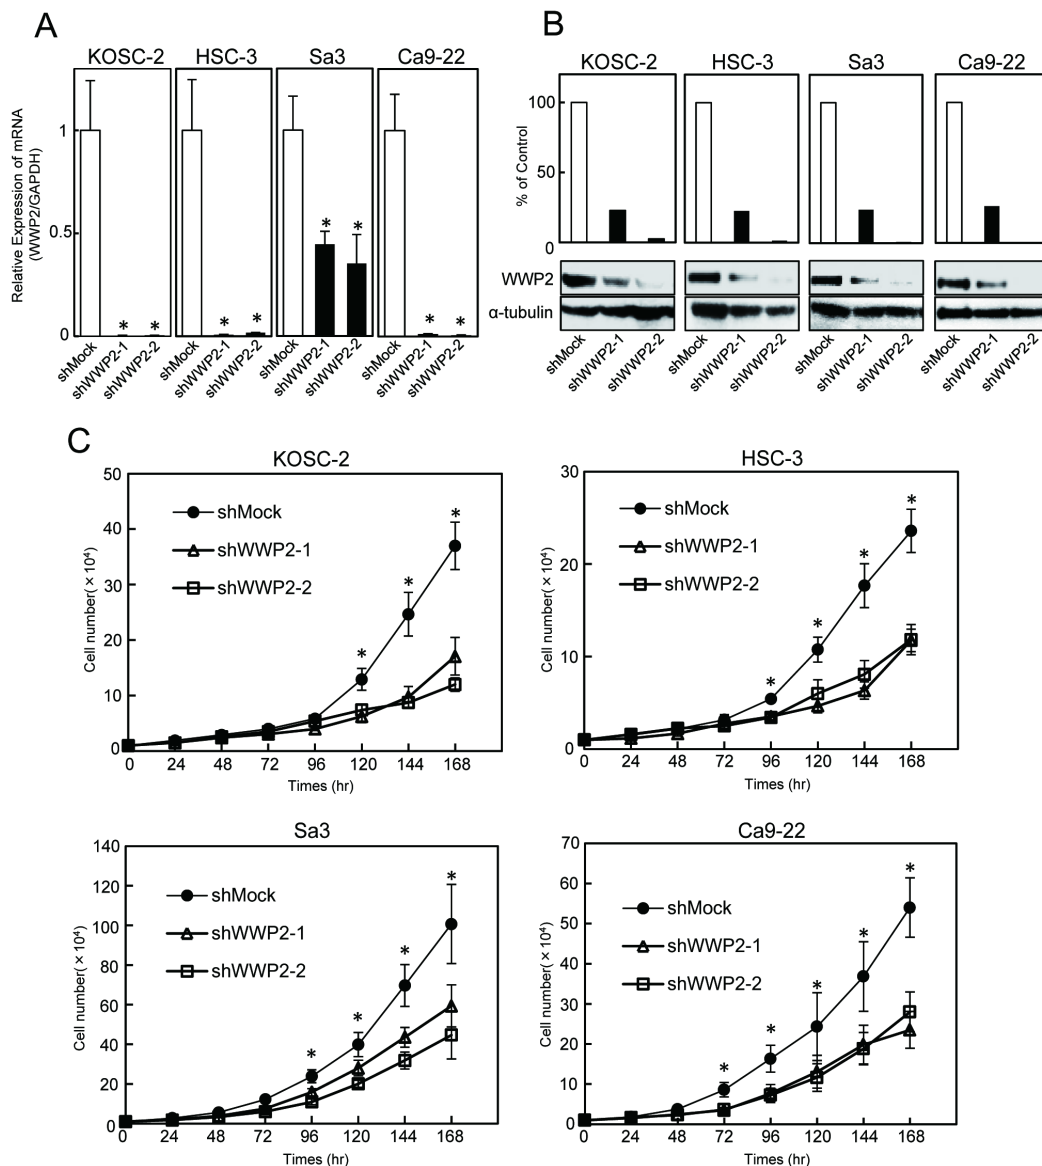 A
KOSC-2 HSC-3 Sa3 Ca9-22
Relative Expression of mRNA
(WWP2/GAPDH)
1
0.5
0
* * * * * * * *
shMock shWWP2-1 shWWP2-2 shMock shWWP2-1 shWWP2-2 shMock shWWP2-1 shWWP2-2 shMock shWWP2-1 shWWP2-2
B
KOSC-2 HSC-3 Sa3 Ca9-22
% of Control
100
50
0
WWP2
α-tubulin
shMock shWWP2-1 shWWP2-2 shMock shWWP2-1 shWWP2-2 shMock shWWP2-1 shWWP2-2 shMock shWWP2-1 shWWP2-2
C
KOSC-2
Cell number(×10⁴)
50
40
30
20
10
0
shMock
shWWP2-1
shWWP2-2
* * *
0 24 48 72 96 120 144 168
Times (hr)
HSC-3
Cell number(×10⁴)
30
20
10
0
shMock
shWWP2-1
shWWP2-2
* * * *
0 24 48 72 96 120 144 168
Times (hr)
Sa3
Cell number(×10⁴)
140
120
100
80
60
40
20
0
shMock
shWWP2-1
shWWP2-2
* * * *
0 24 48 72 96 120 144 168
Times (hr)
Ca9-22
Cell number(×10⁴)
70
60
50
40
30
20
10
0
shMock
shWWP2-1
shWWP2-2
* * * * *
0 24 48 72 96 120 144 168
Times (hr)